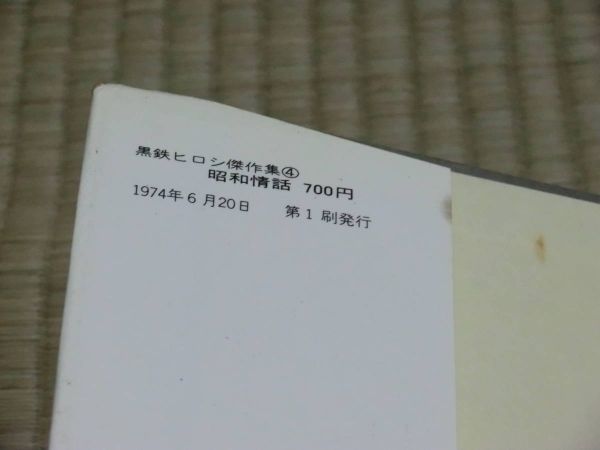 黒鉄ヒロシ傑作集④
昭和情話 700円
1974年6月20日 第1刷発行